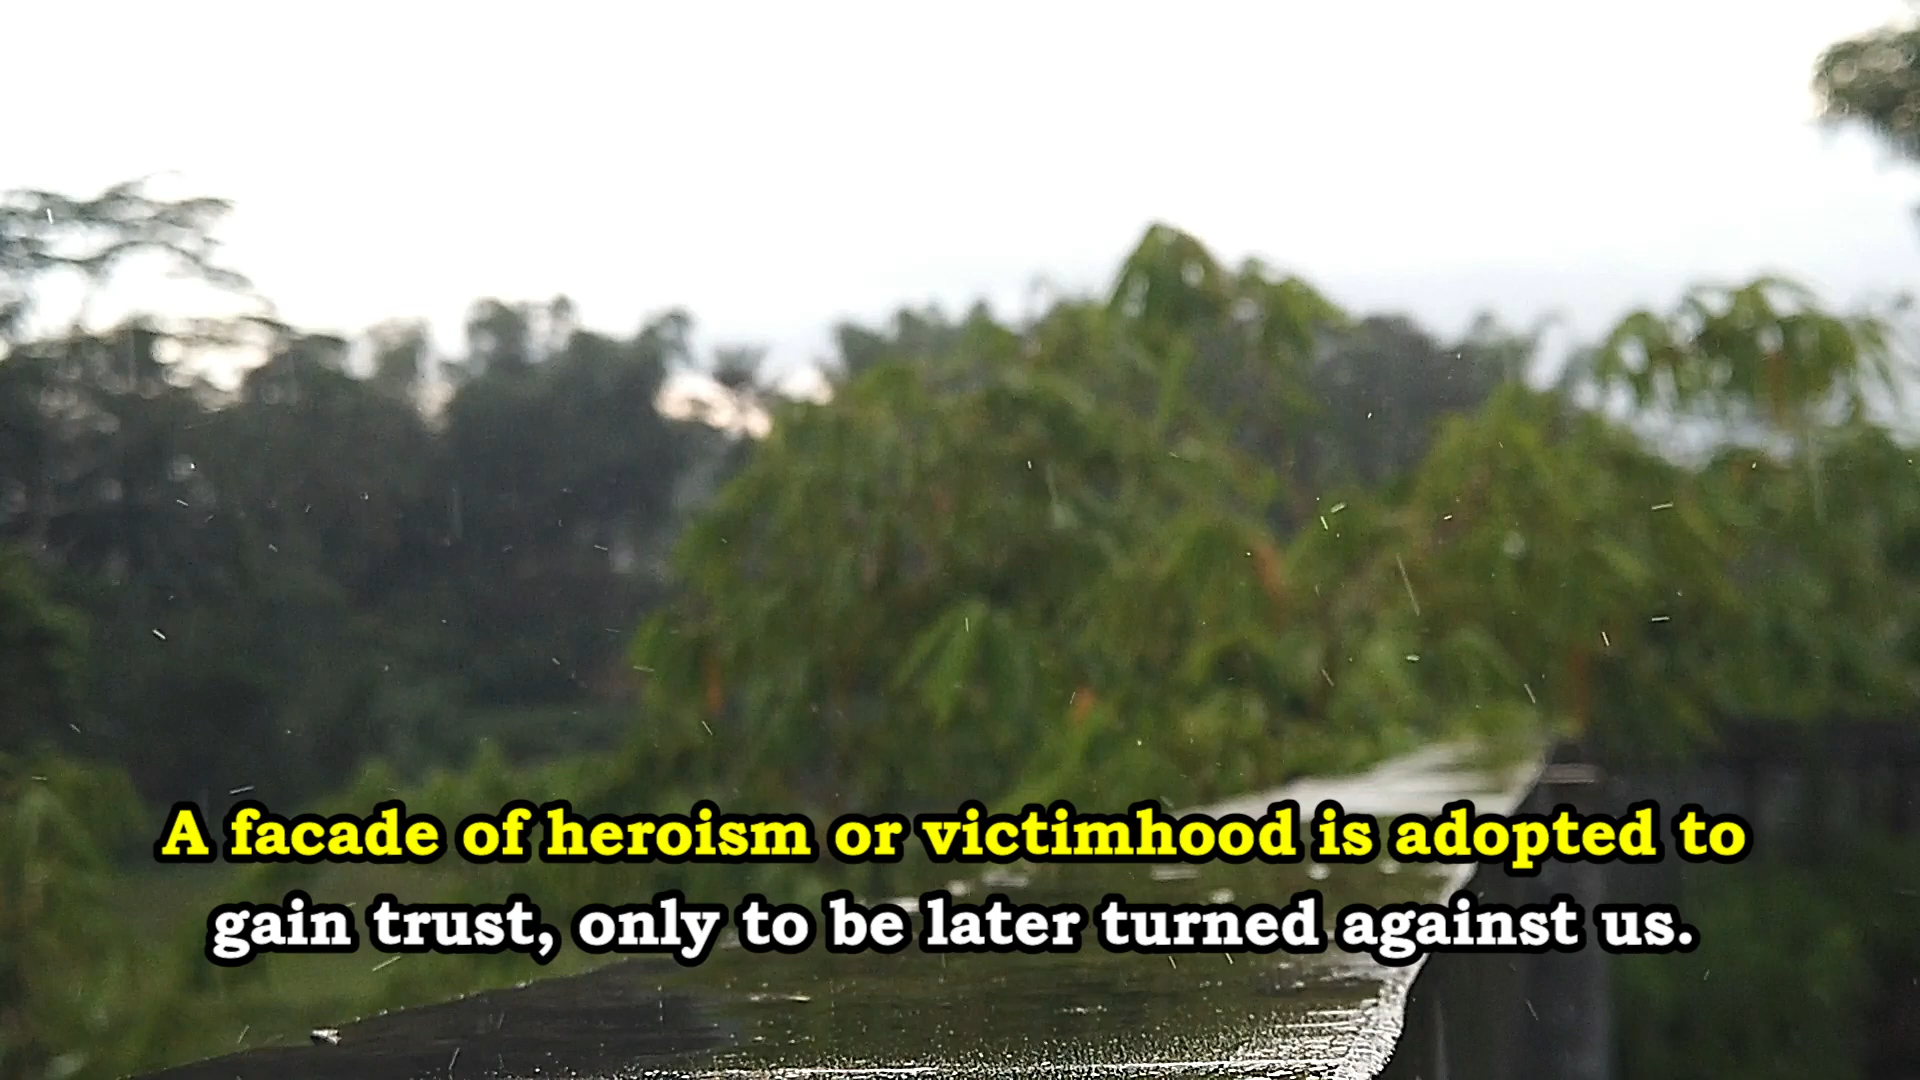 A facade of heroism or victimhood is adopted to
gain trust, only to be later turned against us.